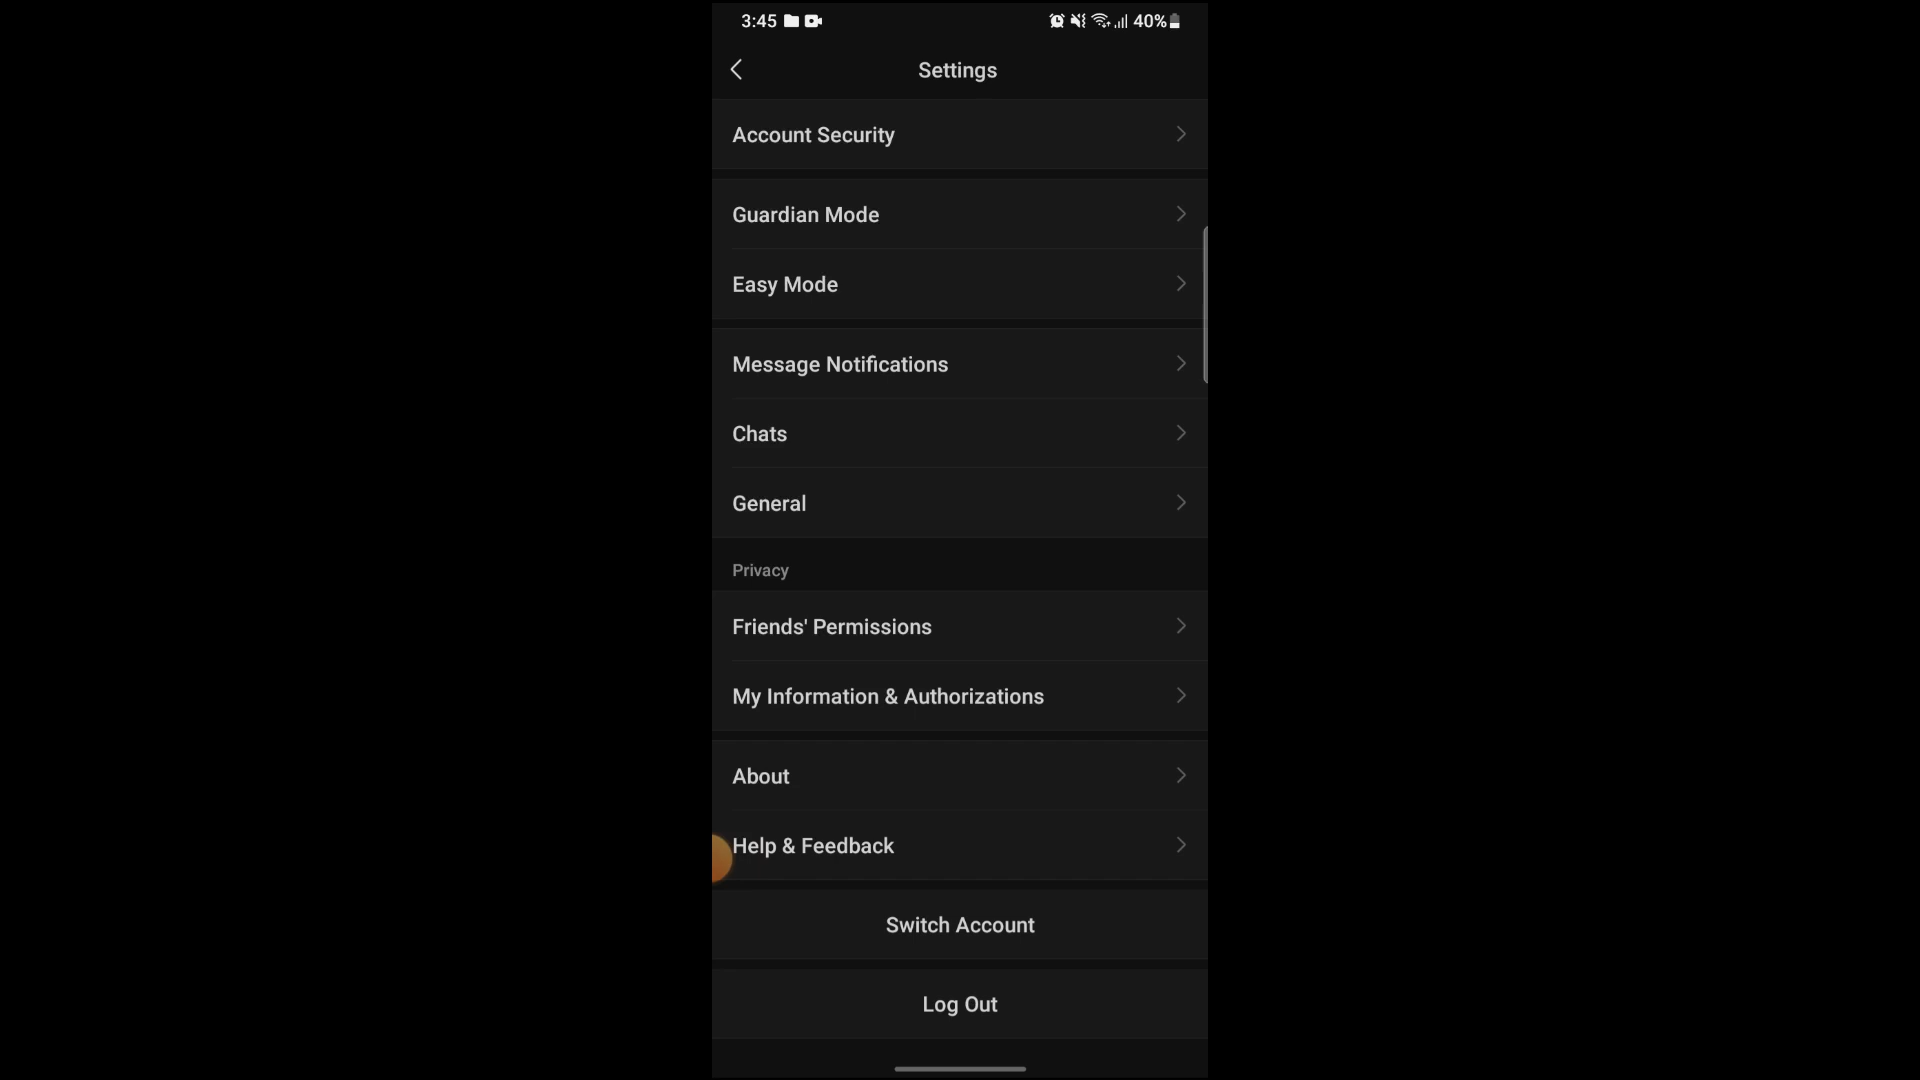 3:45 40%
Settings
Account Security
Guardian Mode
Easy Mode
Message Notifications
Chats
General
Privacy
Friends' Permissions
My Information & Authorizations
About
Help & Feedback
Switch Account
Log Out